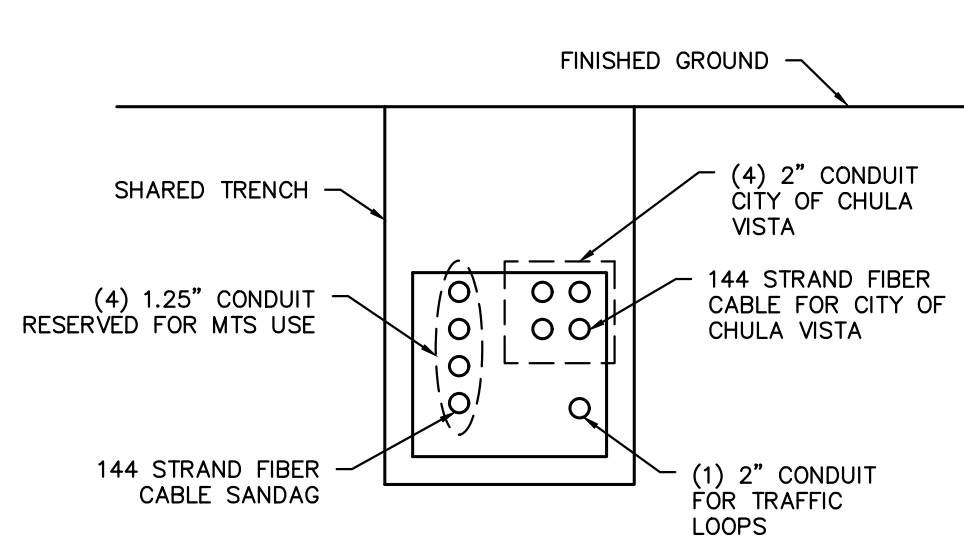 FINISHED GROUND
SHARED TRENCH
(4) 2” CONDUIT
CITY OF CHULA
VISTA
(4) 1.25” CONDUIT
RESERVED FOR MTS USE
144 STRAND FIBER
CABLE FOR CITY OF
CHULA VISTA
144 STRAND FIBER
CABLE SANDAG
(1) 2” CONDUIT
FOR TRAFFIC
LOOPS